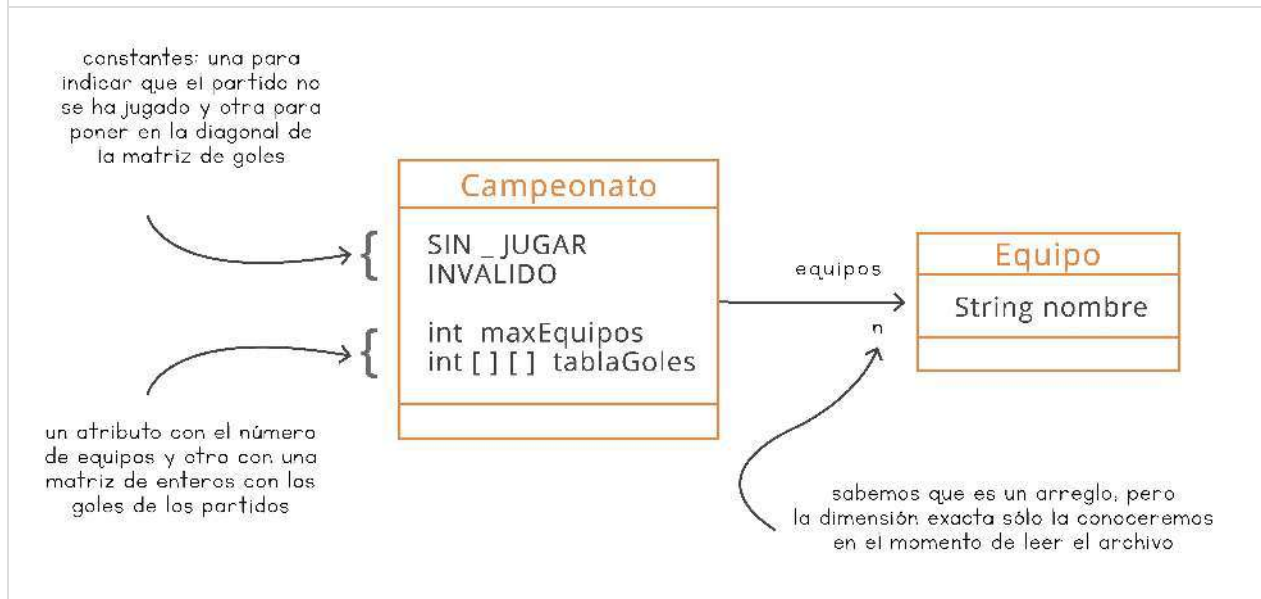 constantes: una para
indicar que el partido no
se ha jugado y otra para
poner en la diagonal de
la matriz de goles
Campeonato
SIN _ JUGAR
INVALIDO
int maxEquipos
int [ ] [ ] tablaGoles
equipos
n
Equipo
String nombre
un atributo con el número
de equipos y otro con una
matriz de enteros con los
goles de los partidos
sabemos que es un arreglo, pero
la dimensión exacta sólo la conoceremos
en el momento de leer el archivo